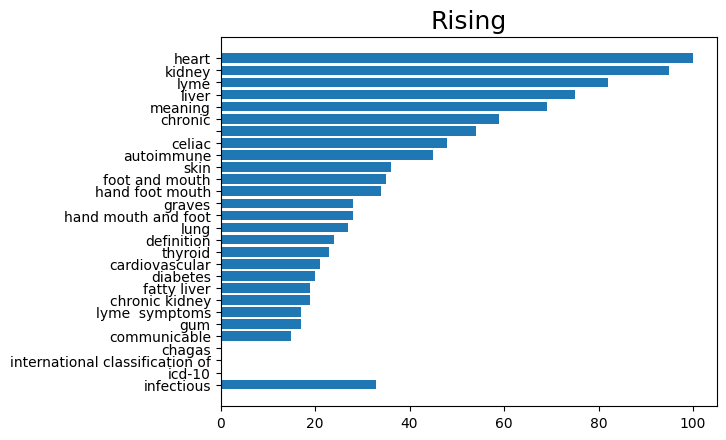 Rising
heart
kidney
lyme
liver
meaning
chronic
celiac
autoimmune
skin
foot and mouth
hand foot mouth
graves
hand mouth and foot
lung
definition
thyroid
cardiovascular
diabetes
fatty liver
chronic kidney
lyme  symptoms
gum
communicable
chagas
international classification of
icd-10
infectious
0 20 40 60 80 100